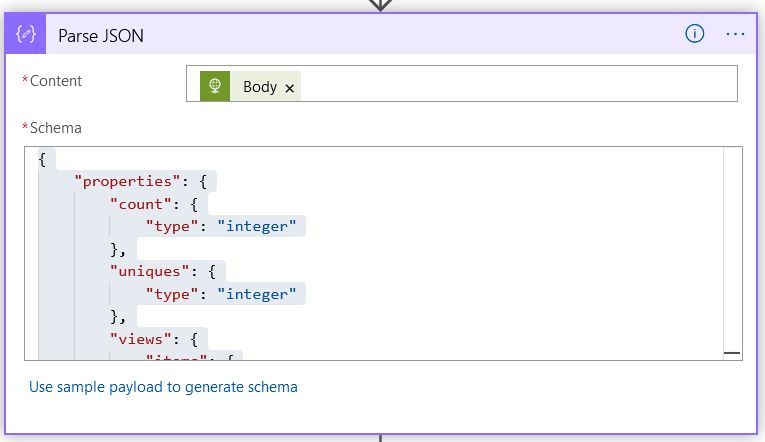 {/} Parse JSON
* Content
Body ×
* Schema
{
"properties": {
"count": {
"type": "integer"
},
"uniques": {
"type": "integer"
},
"views": {
"items": {
Use sample payload to generate schema